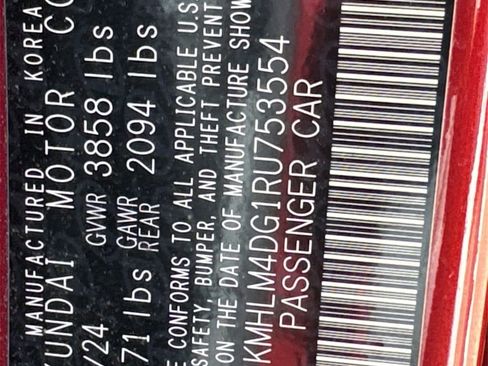 MANUFACTURED IN KOREA
YUNDAI MOTOR CO
/24 GVWR 3858 lbs
71 lbs GAWR REAR 2094 lbs
E CONFORMS TO ALL APPLICABLE U.S
SAFETY, BUMPER, AND THEFT PREVENT
ON THE DATE OF MANUFACTURE SHOW
KMHLM4DG1RU753554
PASSENGER CAR